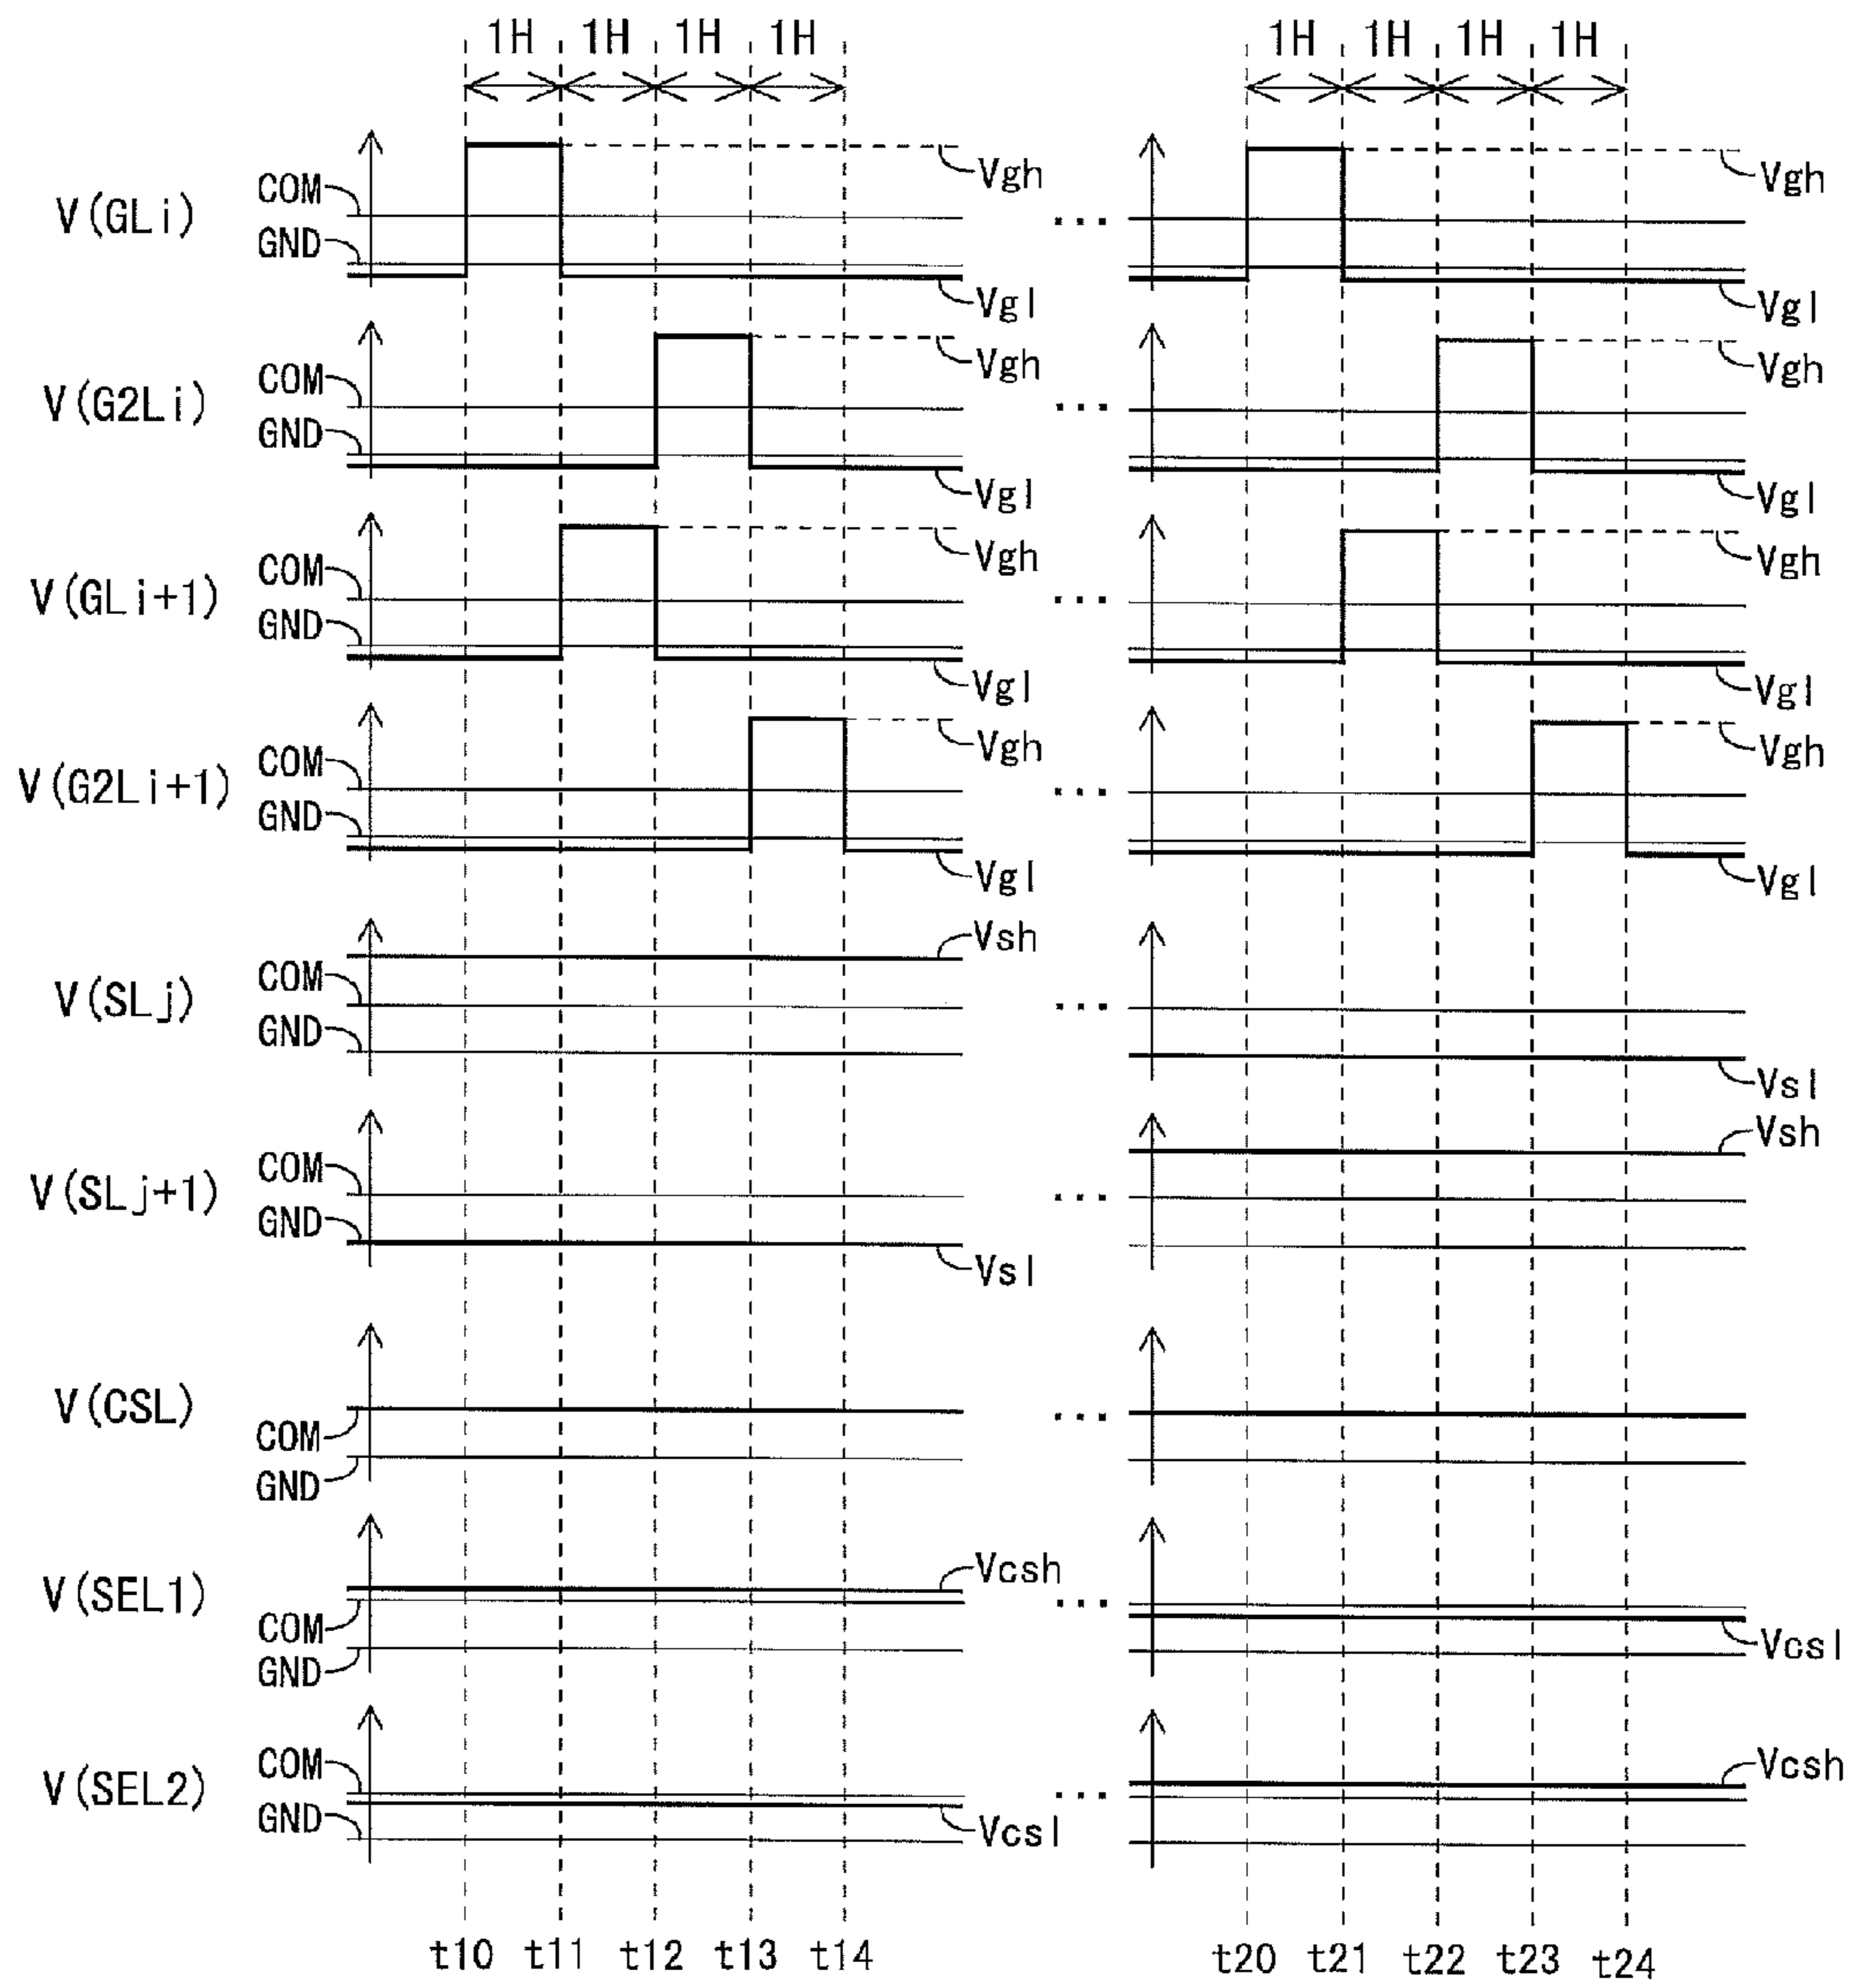 1H 1H 1H 1H 1H 1H 1H 1H
V(GLi) COM GND Vgh Vgl ... Vgh Vgl
V(G2Li) COM GND Vgh Vgl ... Vgh Vgl
V(GLi+1) COM GND Vgh Vgl ... Vgh Vgl
V(G2Li+1) COM GND Vgh Vgl ... Vgh Vgl
V(SLj) COM GND Vsh ... Vsl
V(SLj+1) COM GND Vsl ... Vsh
V(CSL) COM GND ...
V(SEL1) COM GND Vcsh ... Vcsl
V(SEL2) COM GND Vcsl ... Vcsh
t10 t11 t12 t13 t14 t20 t21 t22 t23 t24